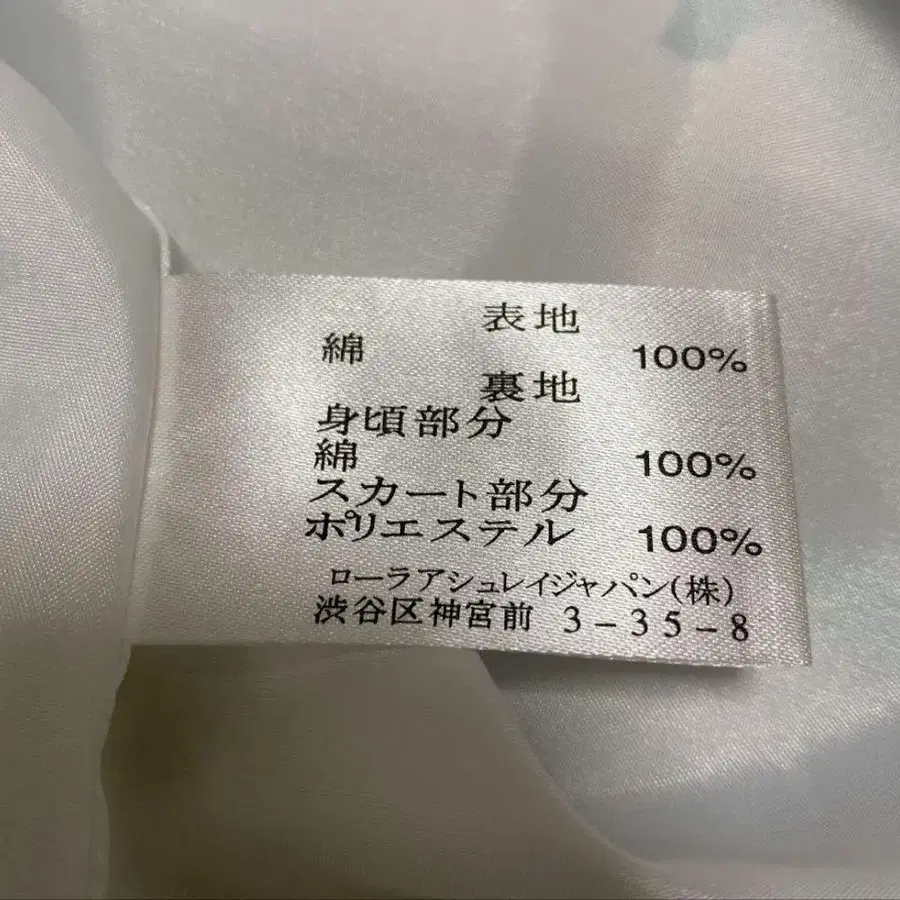 表地
綿 100%
裏地
身頃部分
綿 100%
スカート部分
ポリエステル 100%
ローラアシュレイジャパン(株)
渋谷区神宮前 3-35-8